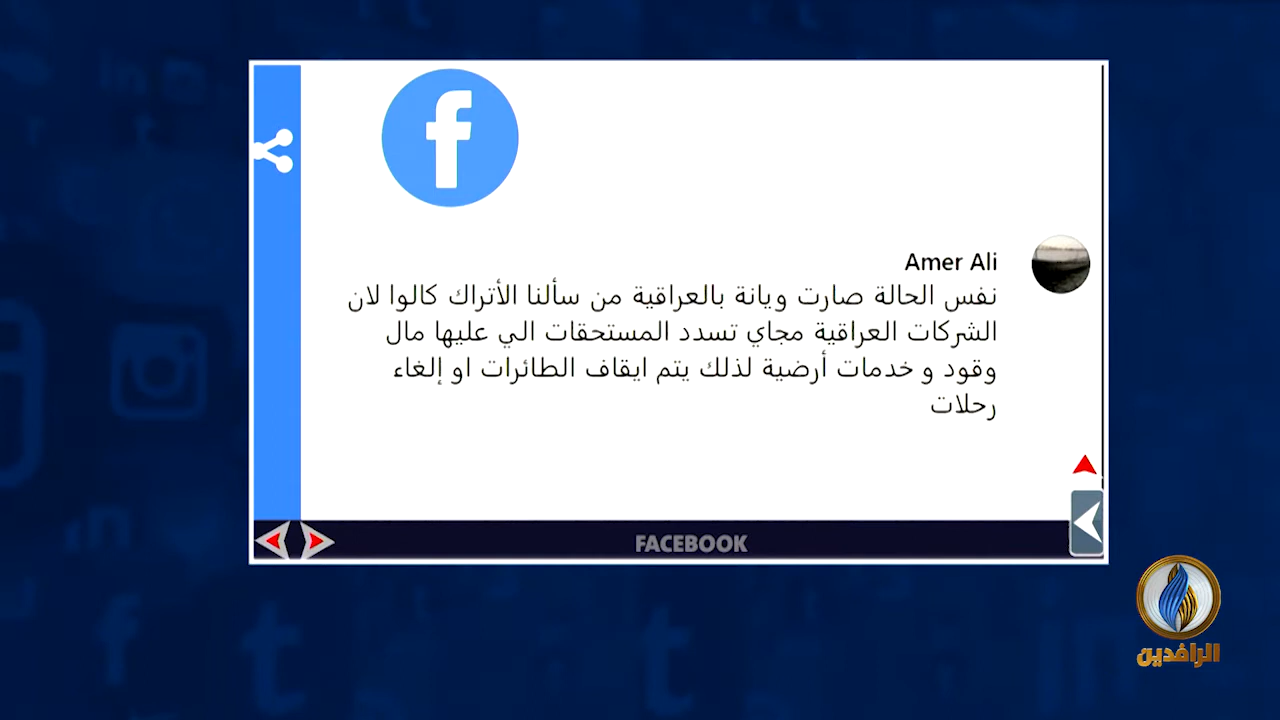 Amer Ali
نفس الحالة صارت ويانة بالعراقية من سألنا الأتراك كالوا لان
الشركات العراقية مجاي تسدد المستحقات الي عليها مال
وقود و خدمات أرضية لذلك يتم ايقاف الطائرات او إلغاء
رحلات
FACEBOOK
الرافدين